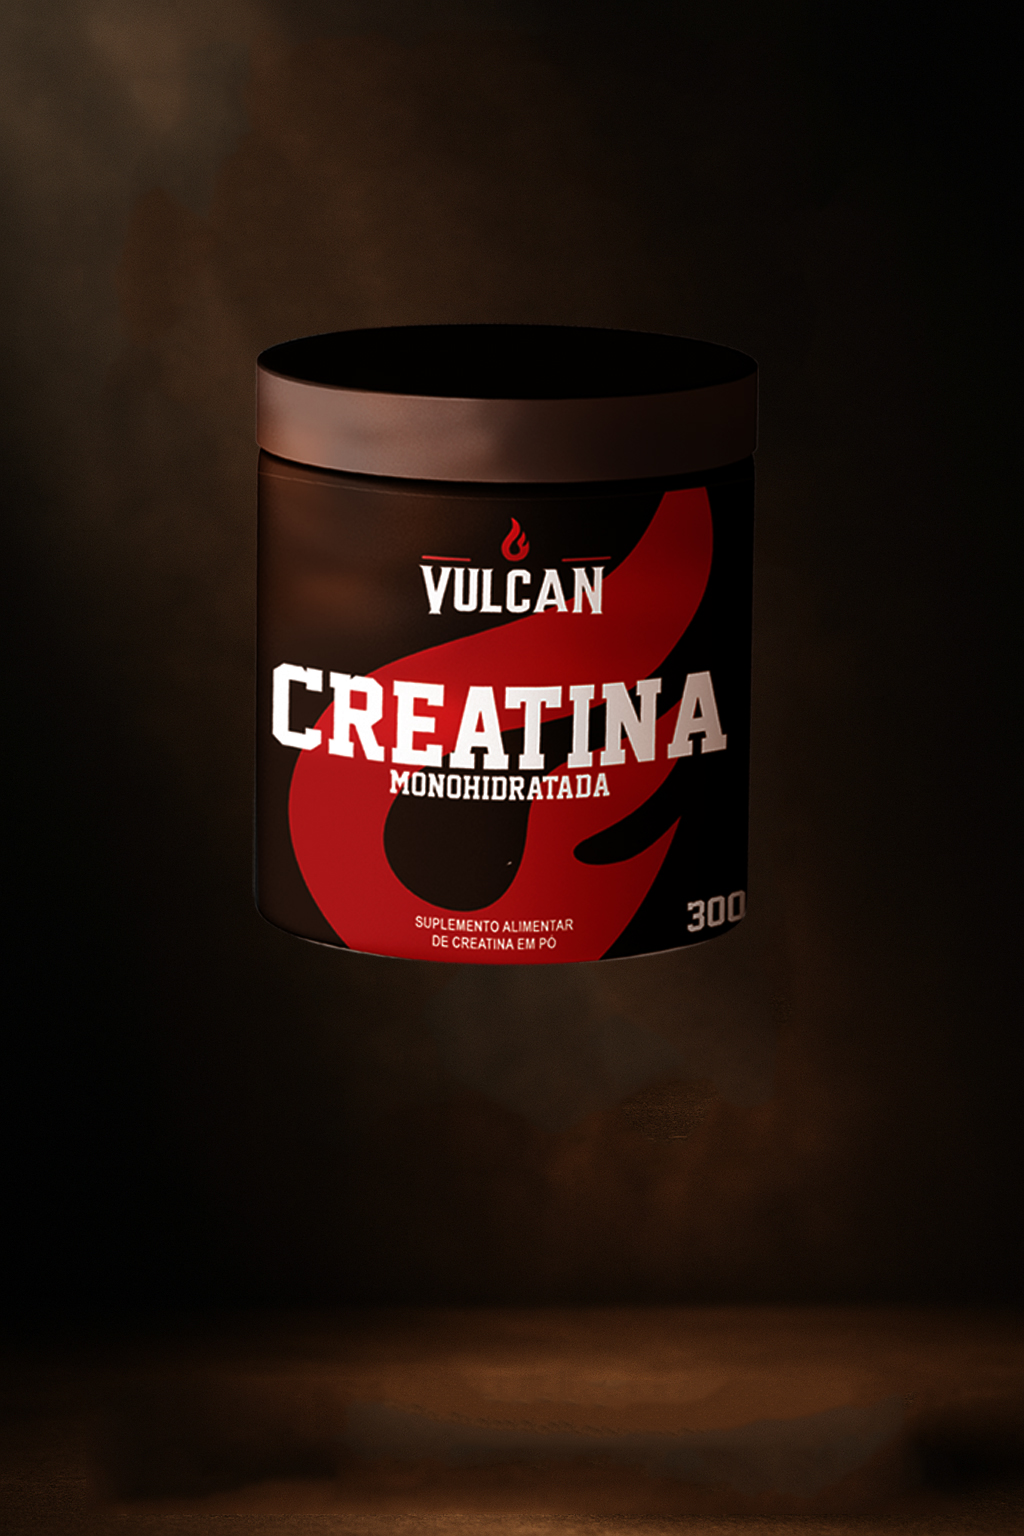 VULCAN
CREATINA
MONOHIDRATADA
SUPLEMENTO ALIMENTAR
DE CREATINA EM PÓ
300